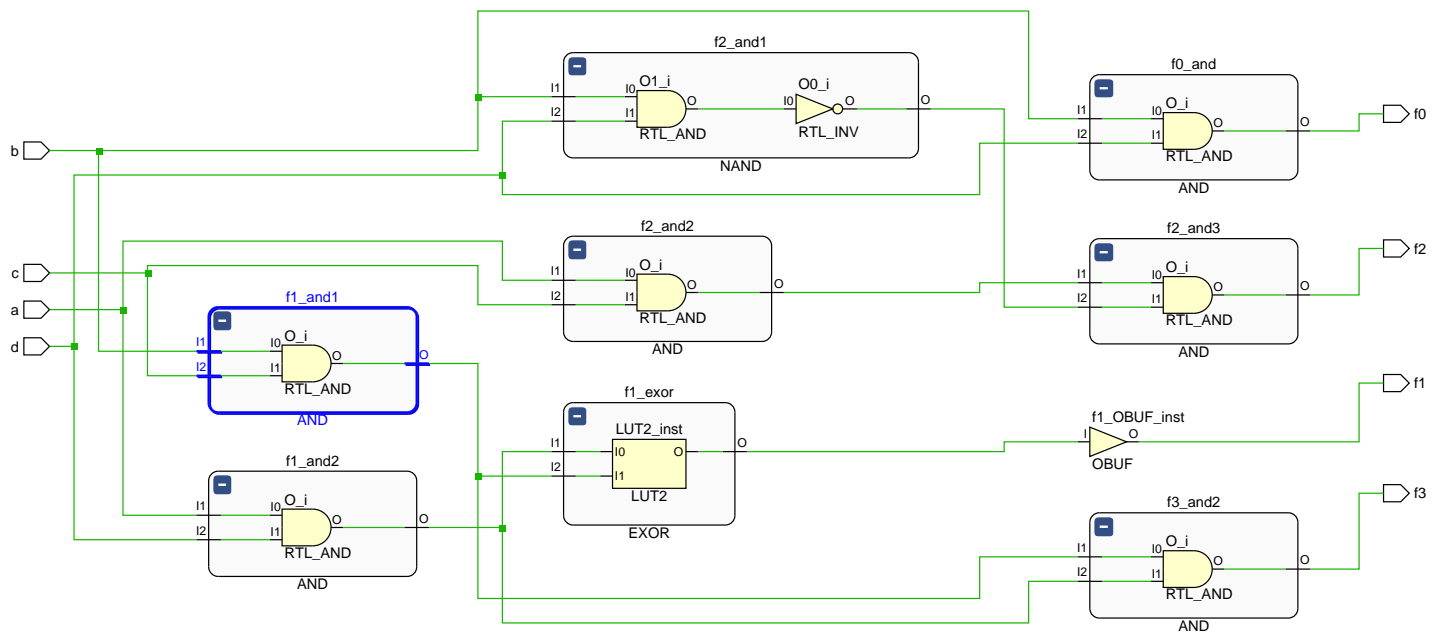 f2_and1
I1
I2
O1_i
I0
I1
O
RTL_AND
O0_i
I0
O
RTL_INV
O
NAND
f0_and
I1
I2
O_i
I0
I1
O
RTL_AND
O
AND
f0
b
f2_and2
I1
I2
O_i
I0
I1
O
RTL_AND
O
AND
f2_and3
I1
I2
O_i
I0
I1
O
RTL_AND
O
AND
f2
c
a
d
f1_and1
I1
I2
O_i
I0
I1
O
RTL_AND
O
AND
f1_exor
I1
I2
LUT2_inst
I0
I1
O
LUT2
O
EXOR
f1_OBUF_inst
I
O
OBUF
f1
f1_and2
I1
I2
O_i
I0
I1
O
RTL_AND
O
AND
f3_and2
I1
I2
O_i
I0
I1
O
RTL_AND
O
AND
f3